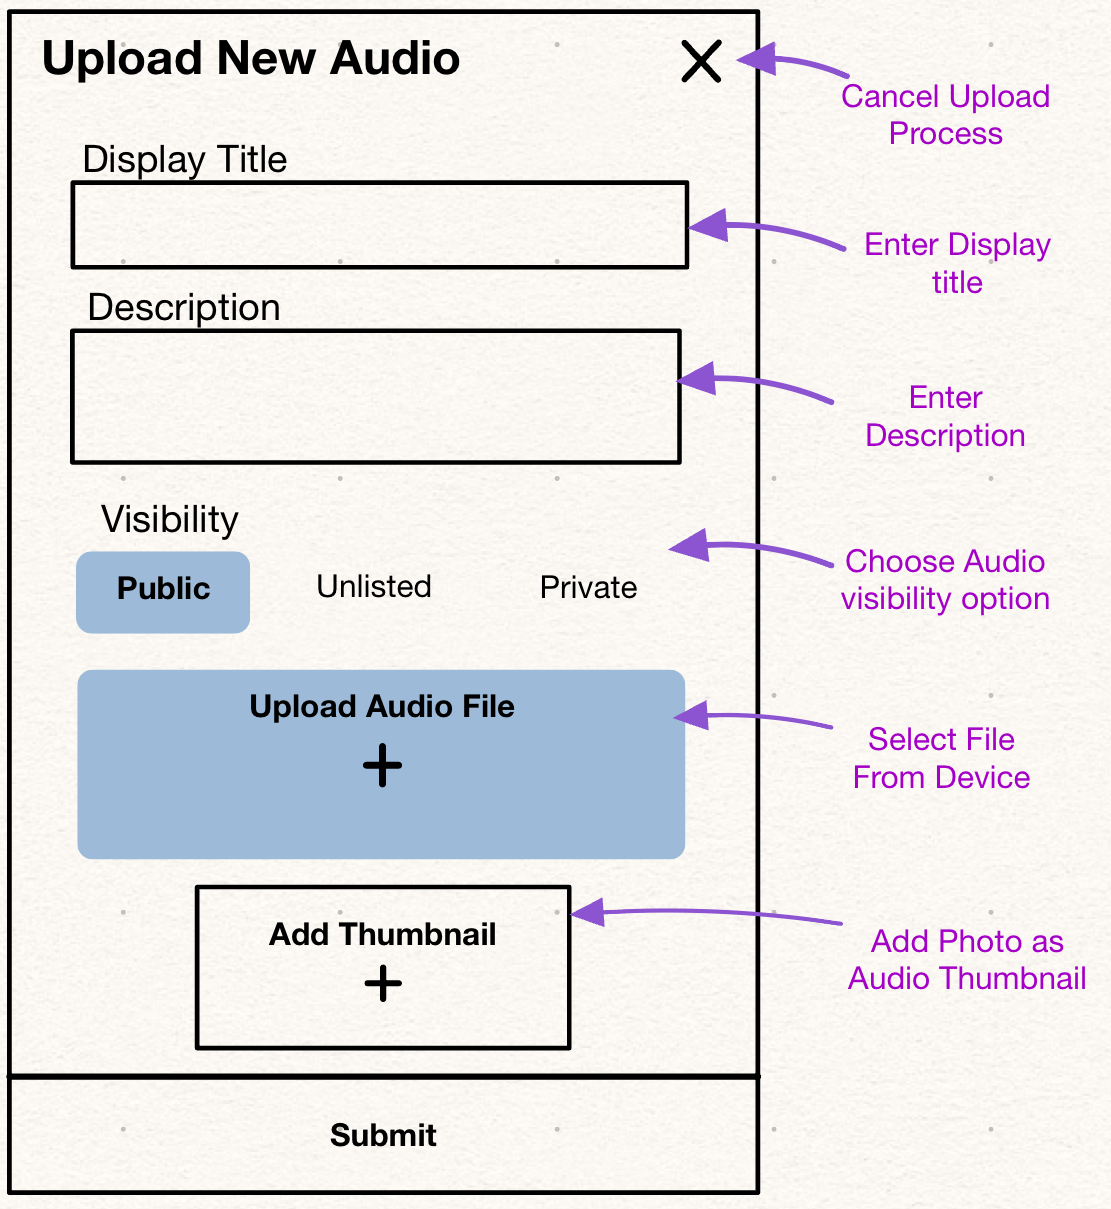 Upload New Audio
Cancel Upload
Process
Display Title
Enter Display
title
Description
Enter
Description
Visibility
Public
Unlisted
Private
Choose Audio
visibility option
Upload Audio File
+
Select File
From Device
Add Thumbnail
+
Add Photo as
Audio Thumbnail
Submit